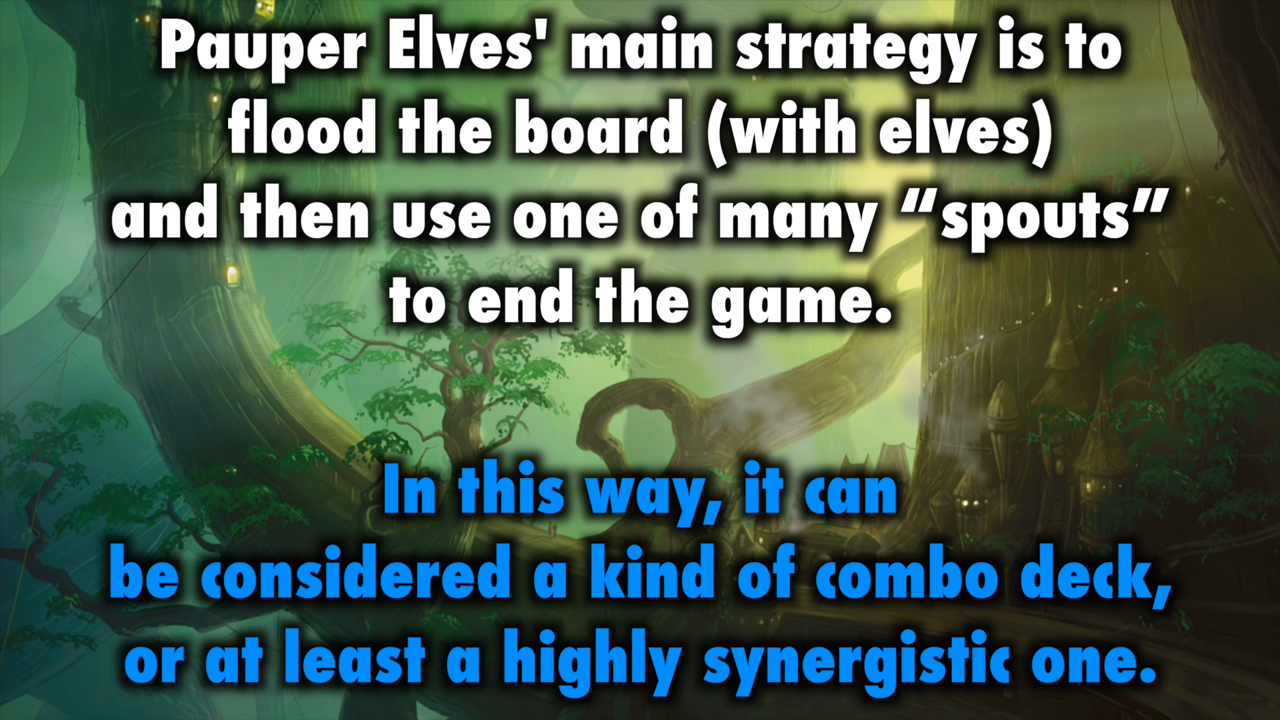 Pauper Elves' main strategy is to
flood the board (with elves)
and then use one of many “spouts”
to end the game.
In this way, it can
be considered a kind of combo deck,
or at least a highly synergistic one.